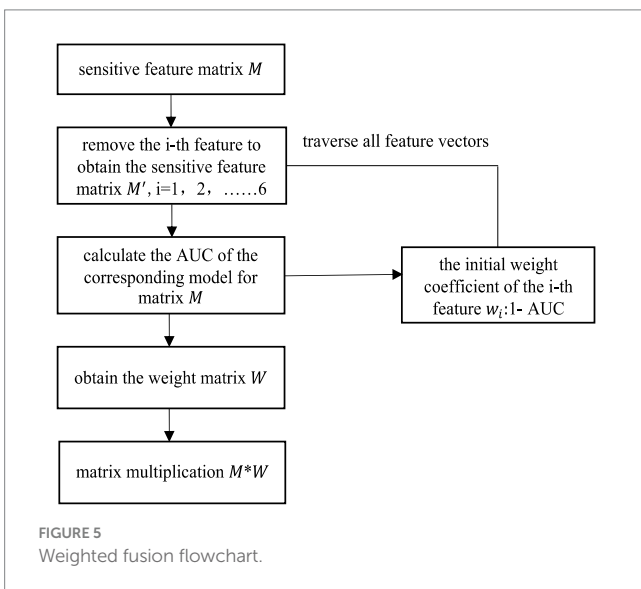 sensitive feature matrix M
remove the i-th feature to
obtain the sensitive feature
matrix M′, i=1， 2， ……6
traverse all feature vectors
calculate the AUC of the
corresponding model for
matrix M
the initial weight
coefficient of the i-th
feature wᵢ:1- AUC
obtain the weight matrix W
matrix multiplication M*W
FIGURE 5
Weighted fusion flowchart.